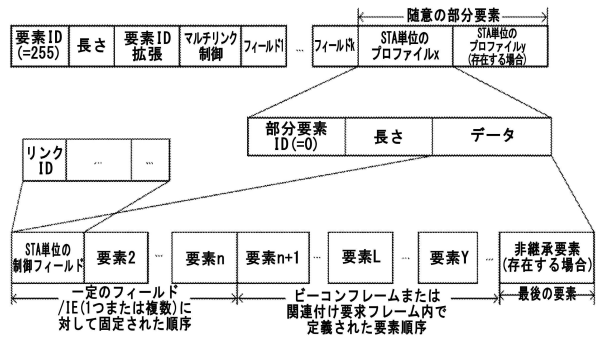 随意の部分要素
要素ID
(=255)
長さ
要素ID
拡張
マルチリンク
制御
フィールド1
...
フィールドk
STA単位の
プロファイルx
STA単位の
プロファイルy
(存在する場合)
部分要素
ID(=0)
長さ
データ
リンク
ID
...
...
STA単位の
制御フィールド
要素2
...
要素n
要素n+1
...
要素L
...
要素Y
...
非継承要素
(存在する場合)
一定のフィールド
/IE(1つまたは複数)に
対して固定された順序
ビーコンフレームまたは
関連付け要求フレーム内で
定義された要素順序
最後の要素